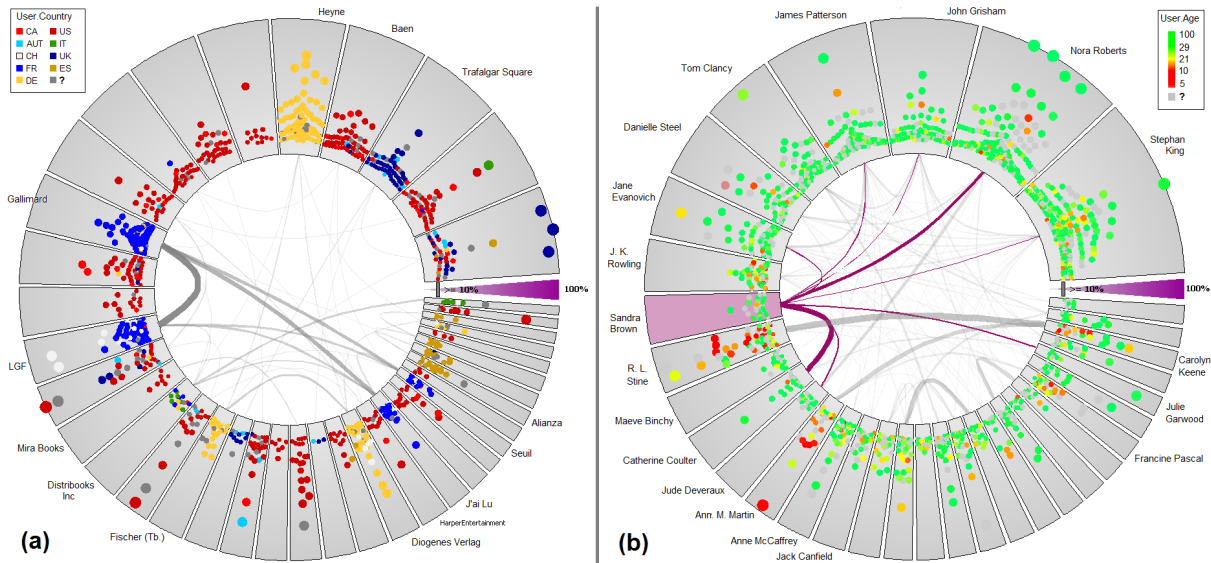 User.Country
CA
US
AUT
IT
CH
UK
FR
ES
DE
?
Heyne
Baen
Trafalgar Square
Gallimard
LGF
Mira Books
Distribooks
Inc
Fischer (Tb.)
Diogenes Verlag
HarperEntertainment
J'ai Lu
Seuil
Alianza
>= 10%
100%
(a)
User.Age
100
29
21
10
5
?
James Patterson
John Grisham
Nora Roberts
Tom Clancy
Danielle Steel
Stephan
King
Jane
Evanovich
J. K.
Rowling
Sandra
Brown
R. L.
Stine
Maeve Binchy
Catherine Coulter
Jude Deveraux
Ann. M. Martin
Anne McCaffrey
Jack Canfield
Francine Pascal
Julie
Garwood
Carolyn
Keene
>= 10%
100%
(b)